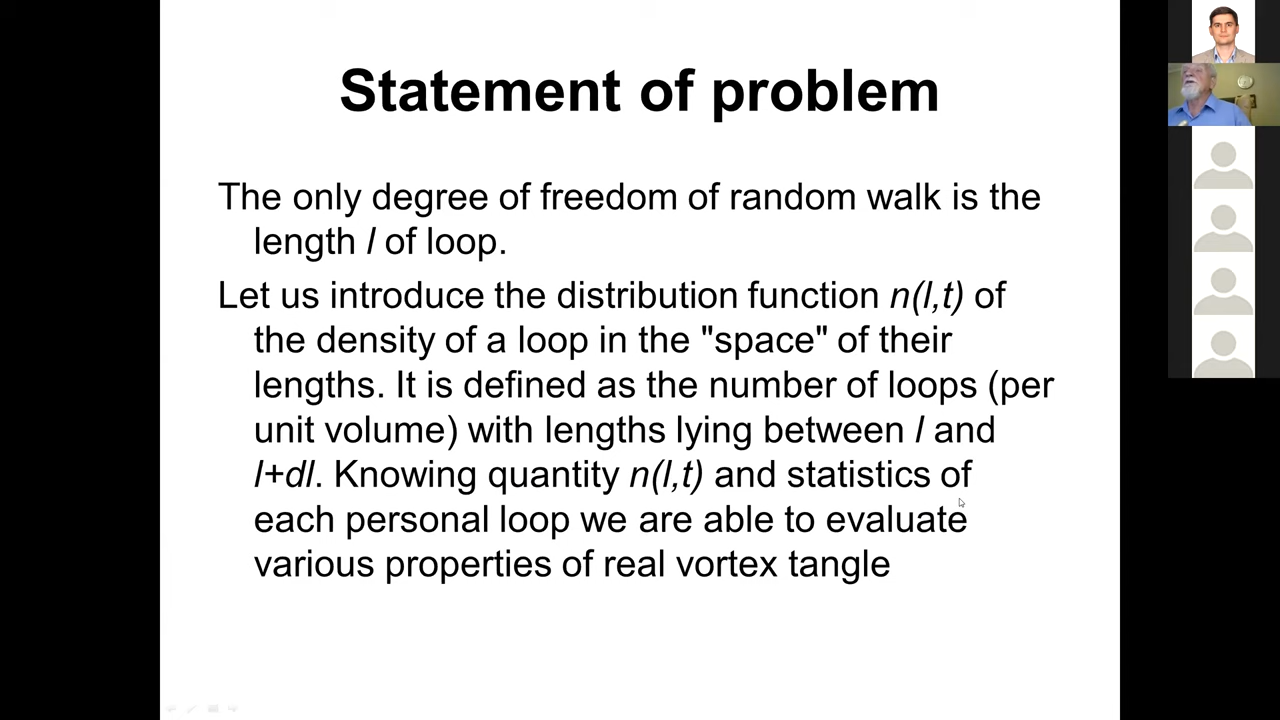 Statement of problem
The only degree of freedom of random walk is the
length l of loop.
Let us introduce the distribution function n(l,t) of
the density of a loop in the "space" of their
lengths. It is defined as the number of loops (per
unit volume) with lengths lying between l and
l+dl. Knowing quantity n(l,t) and statistics of
each personal loop we are able to evaluate
various properties of real vortex tangle